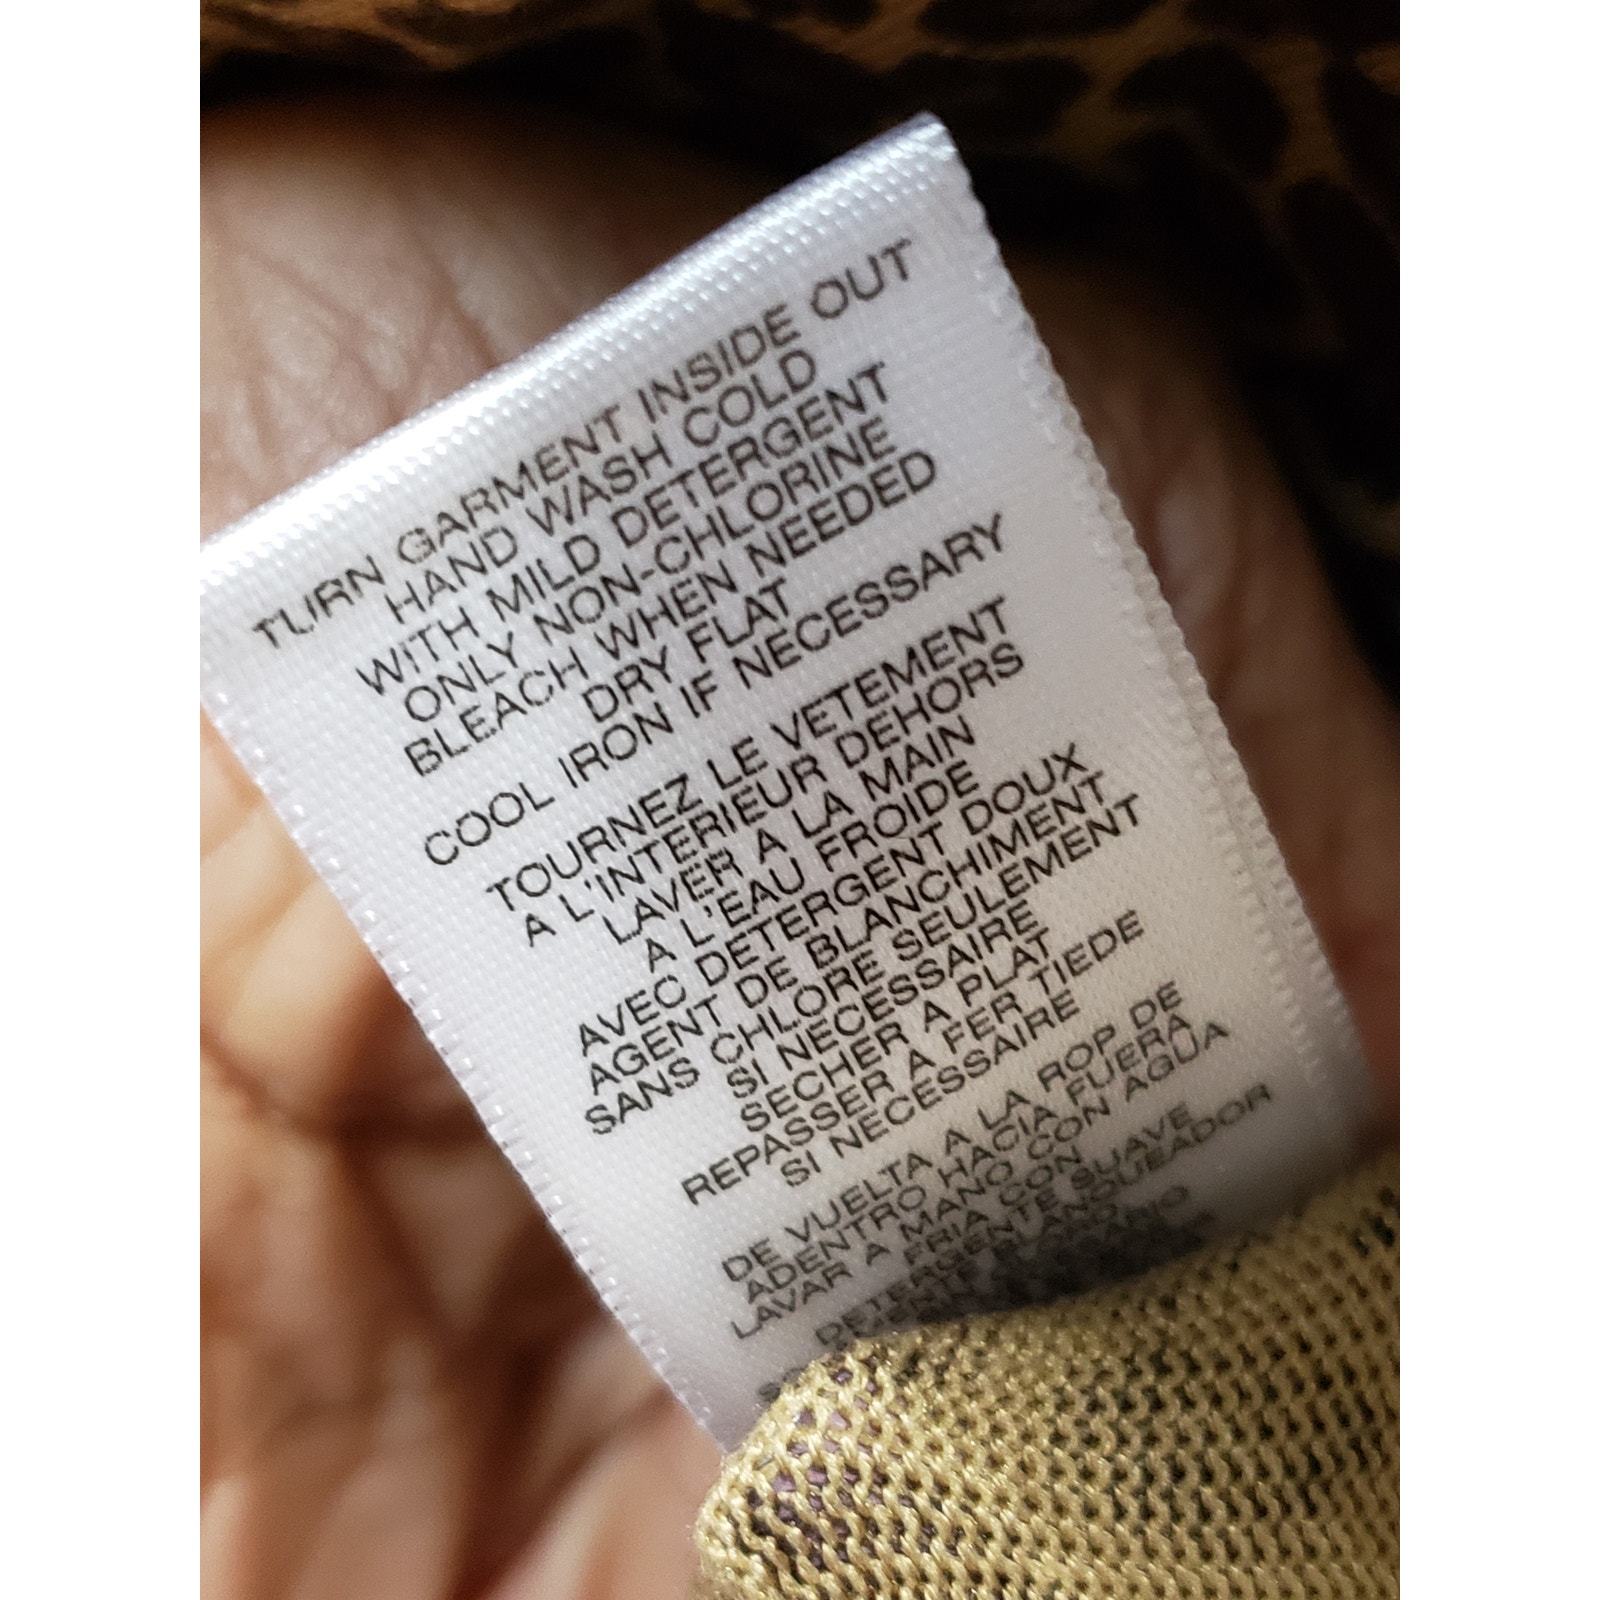 TURN GARMENT INSIDE OUT
HAND WASH COLD
WITH MILD DETERGENT
ONLY NON-CHLORINE
BLEACH WHEN NEEDED
DRY FLAT
COOL IRON IF NECESSARY
TOURNEZ LE VETEMENT
A L'INTERIEUR DEHORS
LAVER A LA MAIN
A L'EAU FROIDE
AVEC DETERGENT DOUX
AGENT DE BLANCHIMENT
SANS CHLORE SEULEMENT
SI NECESSAIRE
SECHER A PLAT
REPASSER A FER TIEDE
SI NECESSAIRE
DE VUELTA A LA ROP DE
ADENTRO HACIA FUERA
LAVAR A MANO CON AGUA
FRIA CON
SUAVE